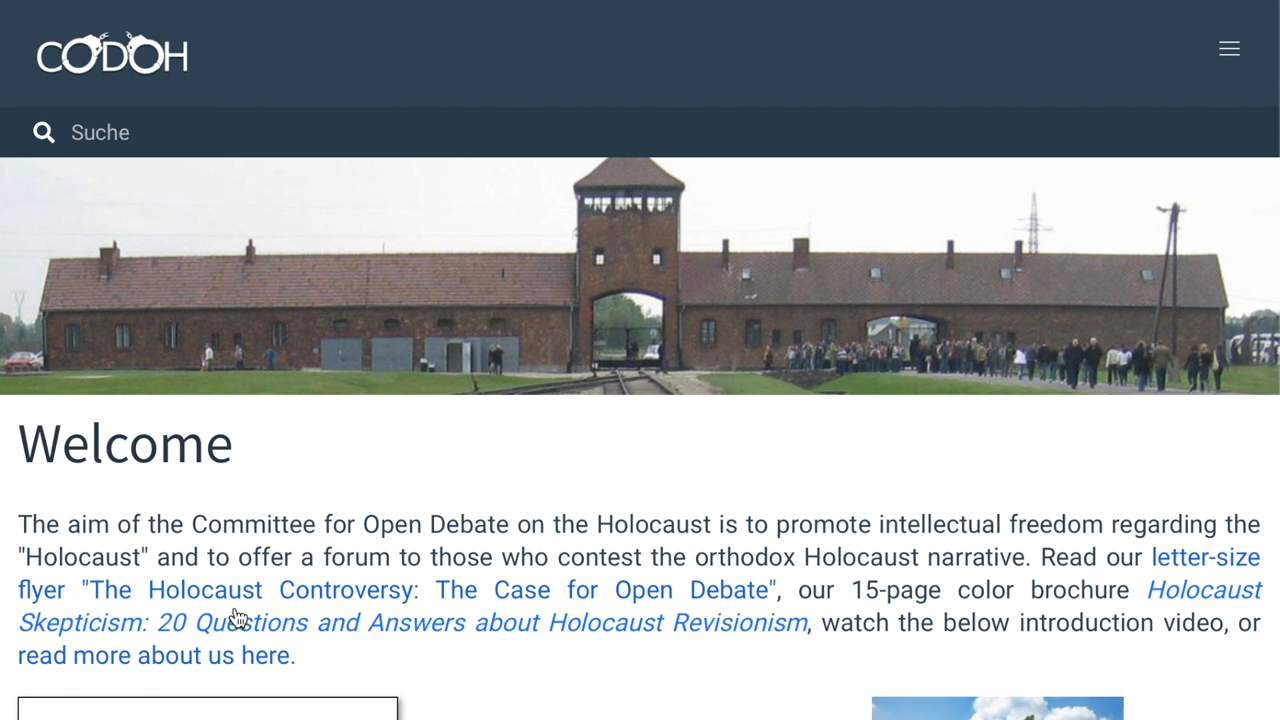 CODOH
Suche
Welcome
The aim of the Committee for Open Debate on the Holocaust is to promote intellectual freedom regarding the
"Holocaust" and to offer a forum to those who contest the orthodox Holocaust narrative. Read our letter-size
flyer "The Holocaust Controversy: The Case for Open Debate", our 15-page color brochure Holocaust
Skepticism: 20 Questions and Answers about Holocaust Revisionism, watch the below introduction video, or
read more about us here.